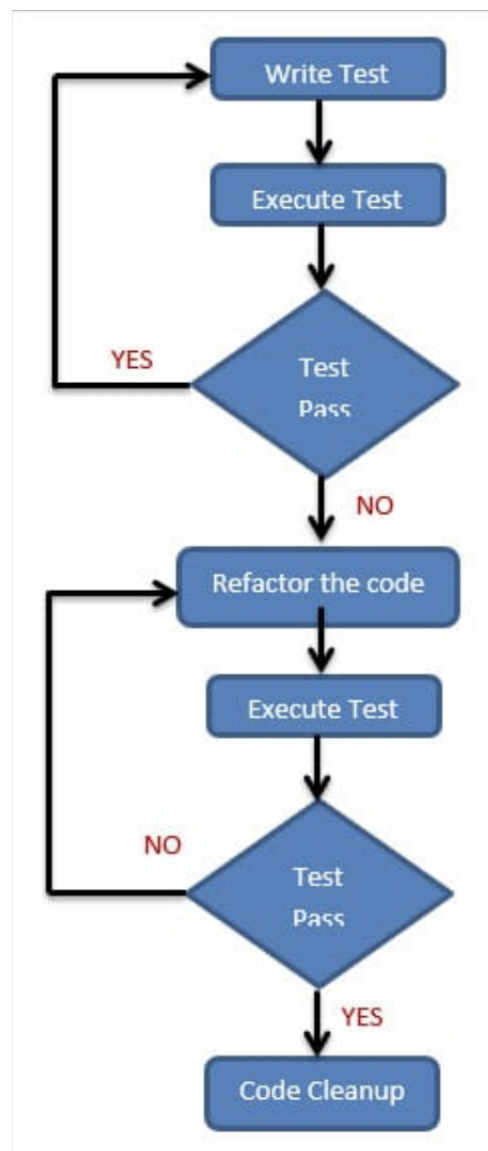 Write Test
Execute Test
Test
Pass
YES
NO
Refactor the code
Execute Test
NO
Test
Pass
YES
Code Cleanup